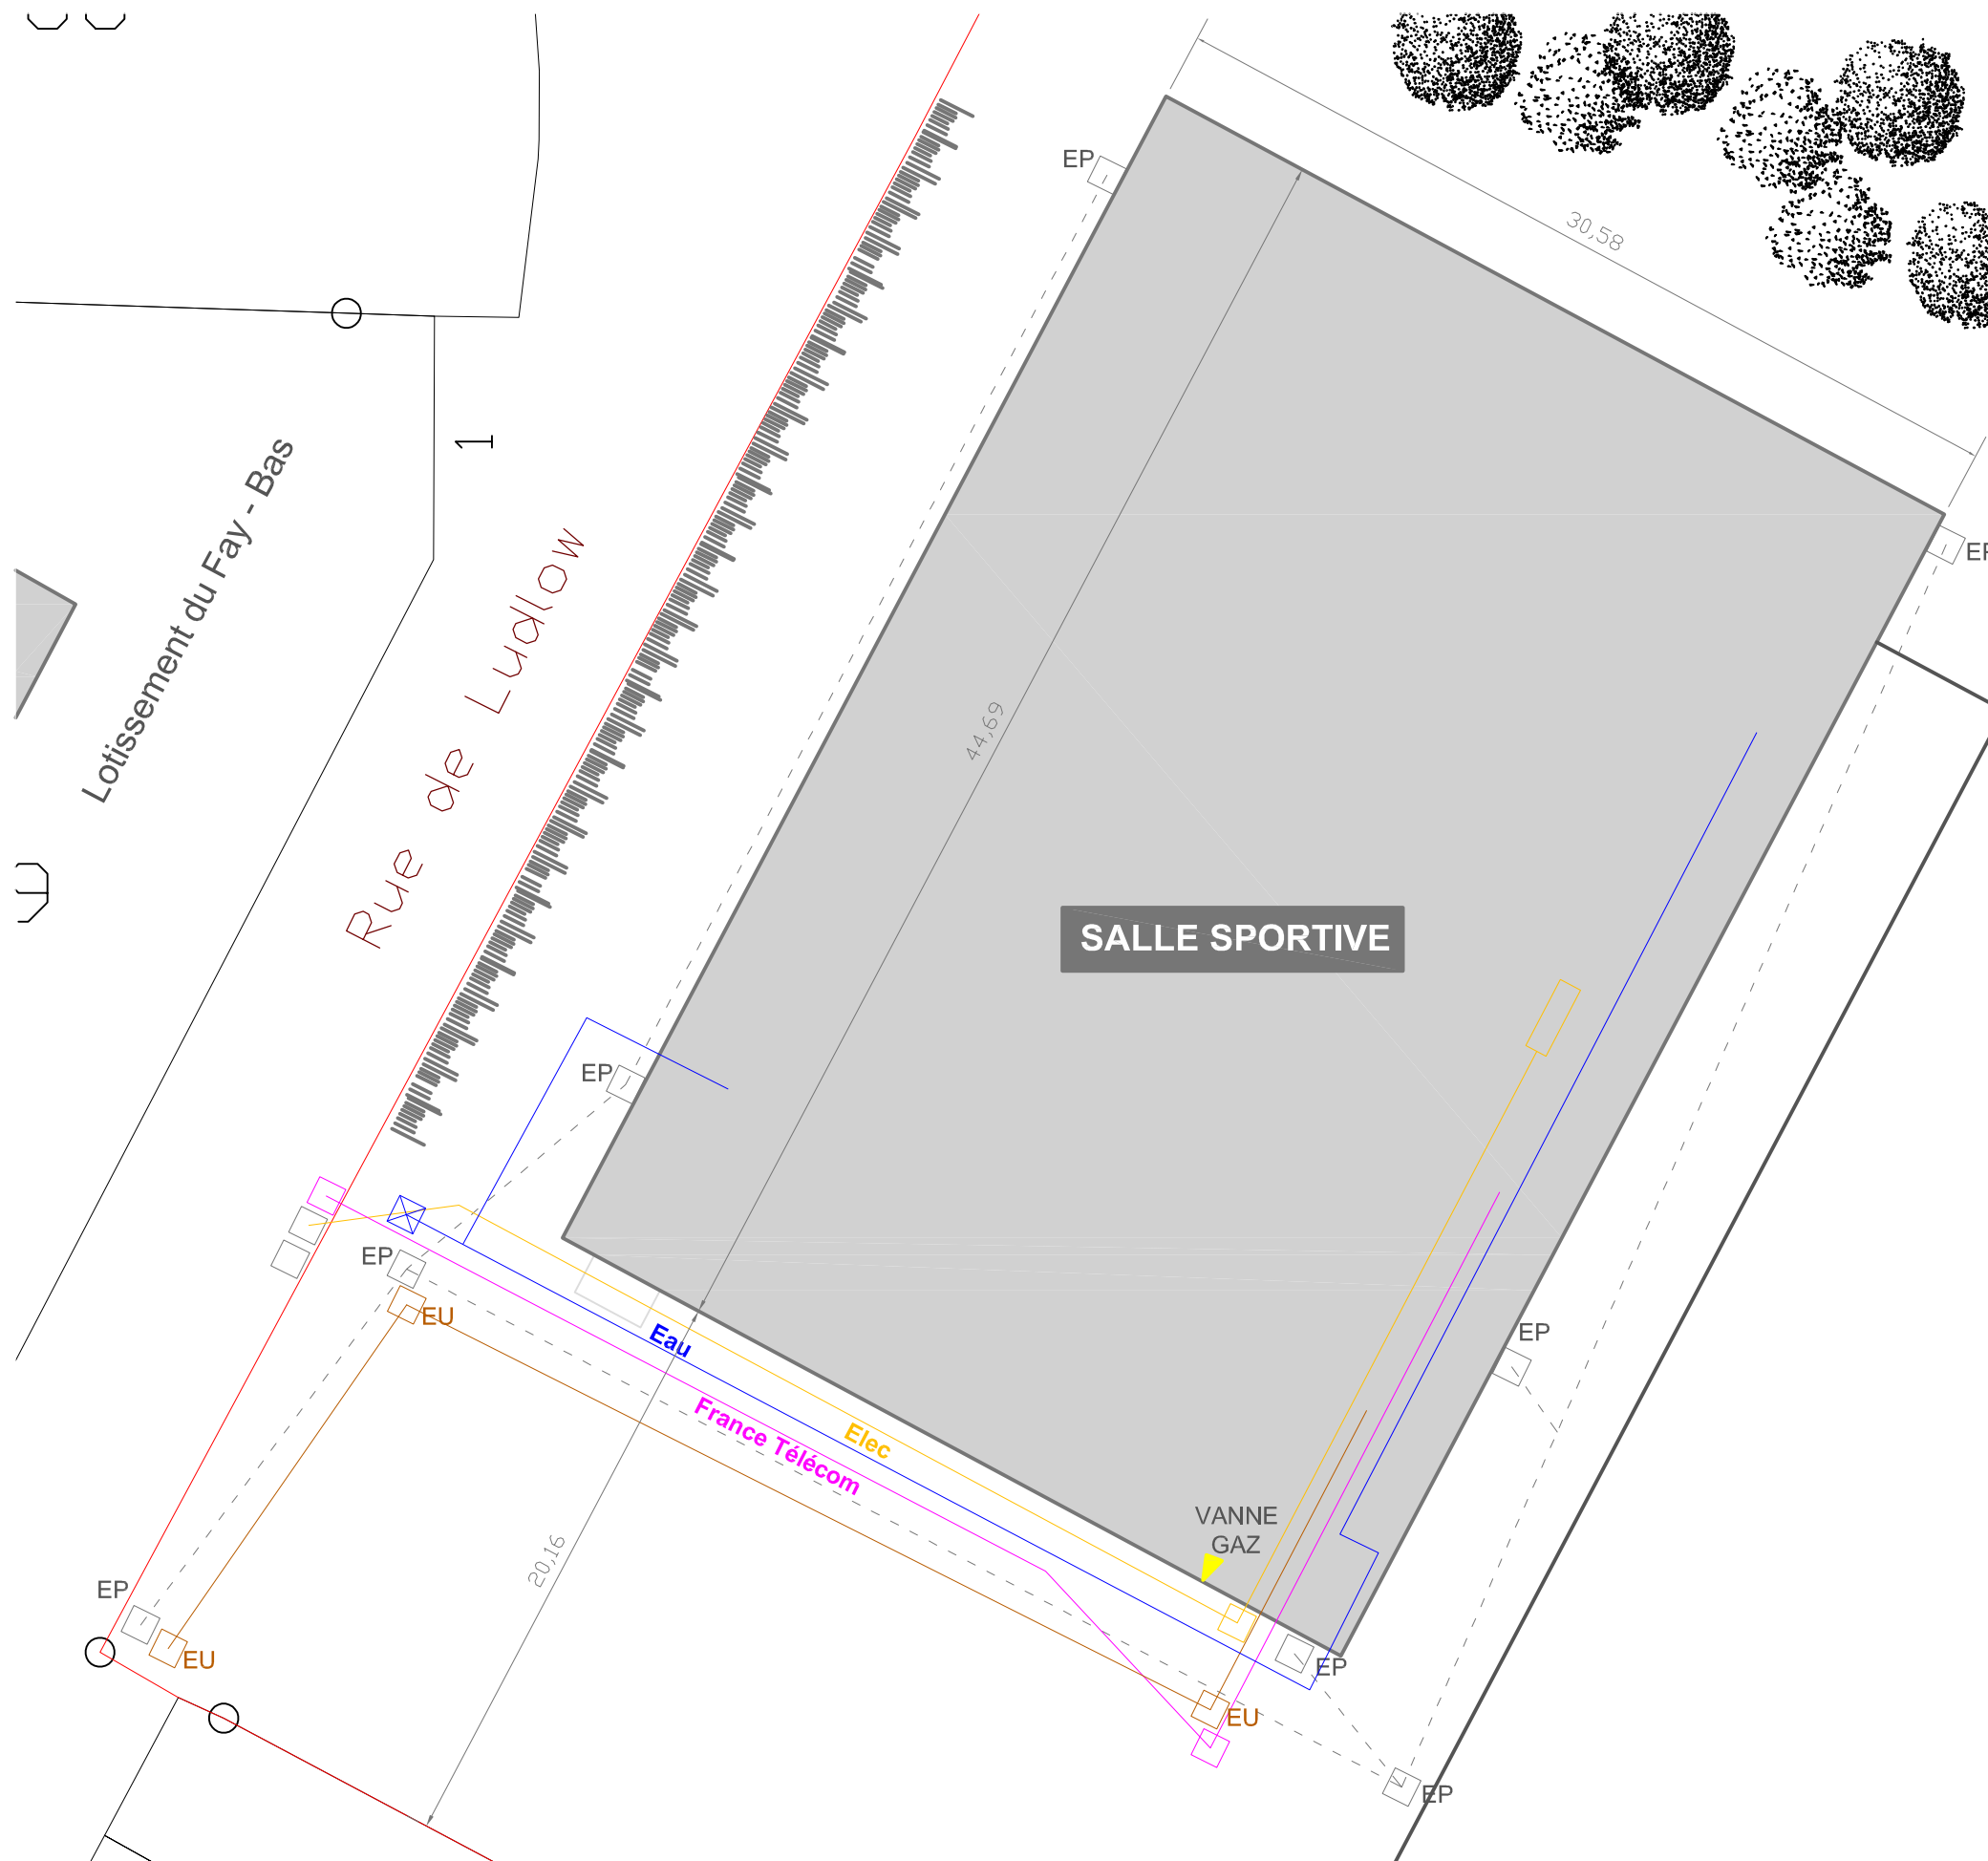 EP
30,58
1
Lotissement du Fay - Bas
Rue de Ludlow
44,69
SALLE SPORTIVE
EP
EP
EP
EU
Eau
France Télécom
Elec
EP
VANNE
GAZ
20,16
EP
EU
EP
EU
EP